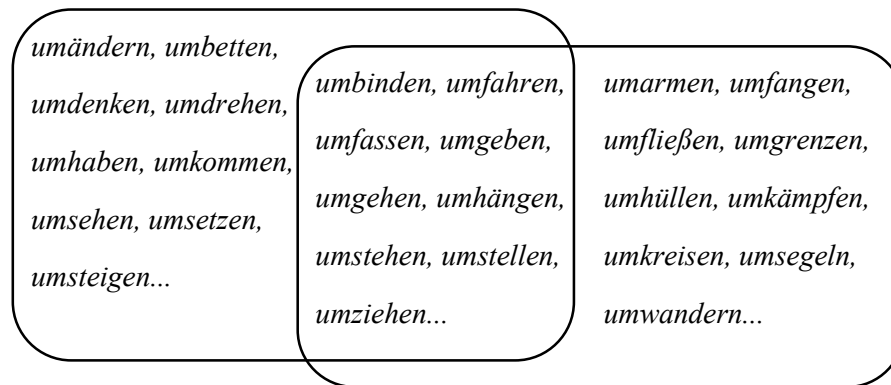 umändern, umbetten,
umdenken, umdrehen,
umhaben, umkommen,
umsehen, umsetzen,
umsteigen...
umbinden, umfahren,
umfassen, umgeben,
umgehen, umhängen,
umstehen, umstellen,
umziehen...
umarmen, umfangen,
umfließen, umgrenzen,
umhüllen, umkämpfen,
umkreisen, umsegeln,
umwandern...